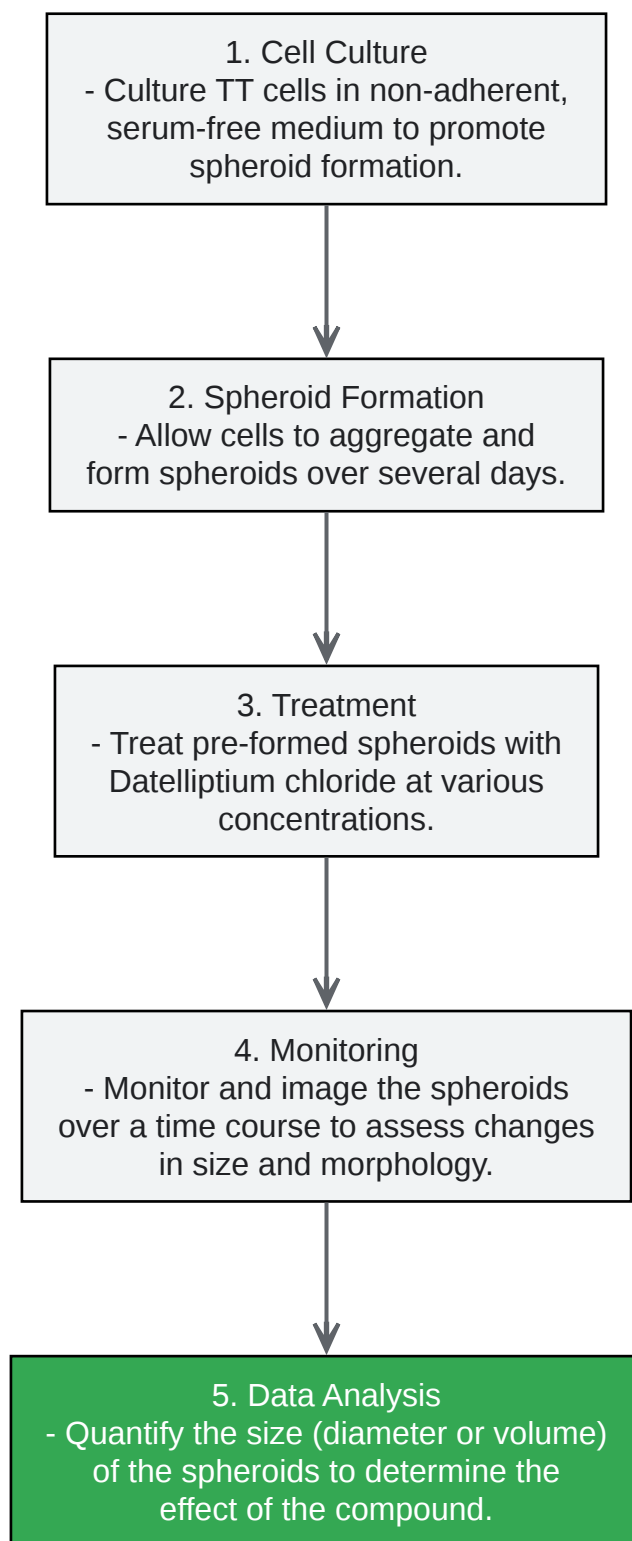 1. Cell Culture
- Culture TT cells in non-adherent,
serum-free medium to promote
spheroid formation.
2. Spheroid Formation
- Allow cells to aggregate and
form spheroids over several days.
3. Treatment
- Treat pre-formed spheroids with
Datelliptium chloride at various
concentrations.
4. Monitoring
- Monitor and image the spheroids
over a time course to assess changes
in size and morphology.
5. Data Analysis
- Quantify the size (diameter or volume)
of the spheroids to determine the
effect of the compound.